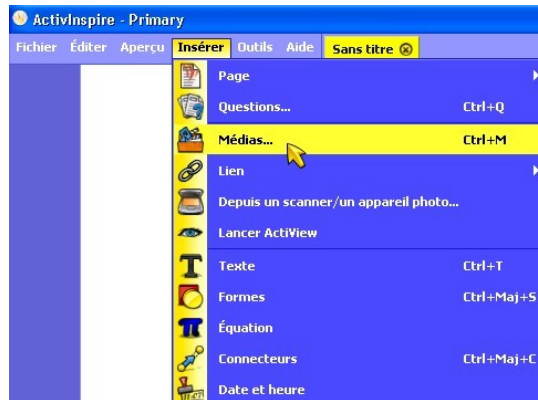 ActivInspire - Primary
Fichier Éditer Aperçu Insérer Outils Aide Sans titre
Page
Questions... Ctrl+Q
Médias... Ctrl+M
Lien
Depuis un scanner/un appareil photo...
Lancer ActiView
Texte Ctrl+T
Formes Ctrl+Maj+S
Équation
Connecteurs Ctrl+Maj+C
Date et heure